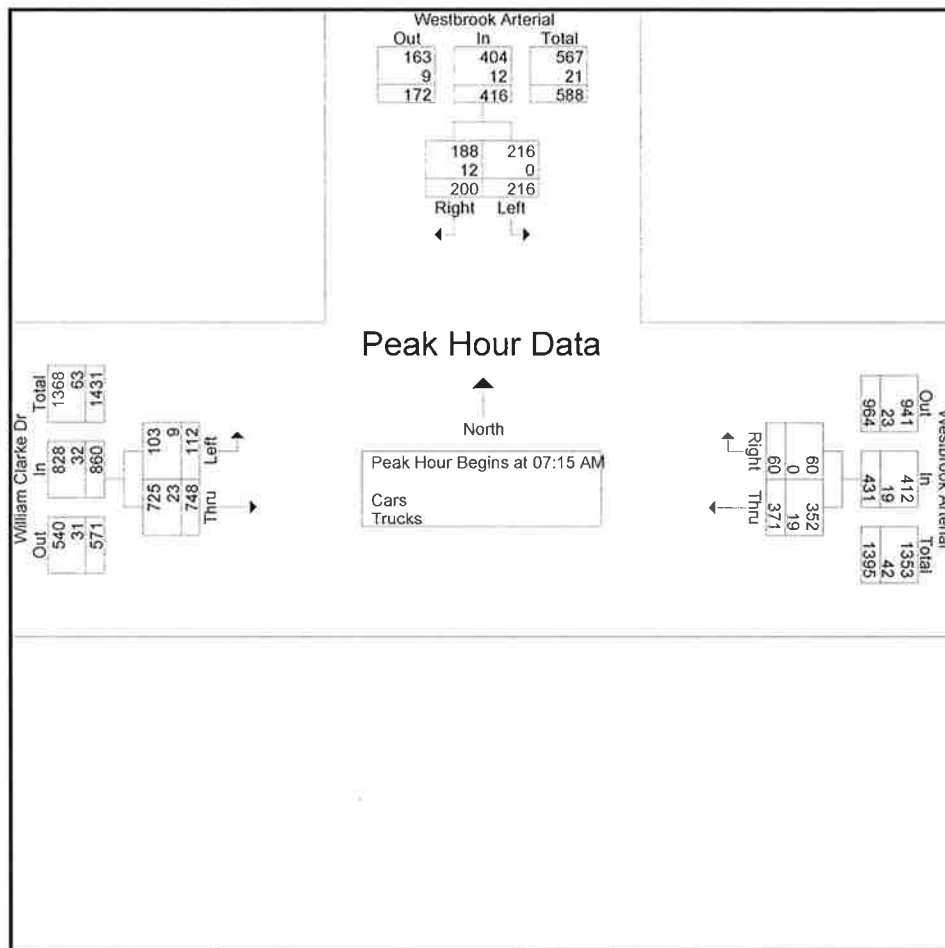 Westbrook Arterial
Out In Total
163 404 567
9 12 21
172 416 588
188 216
12 0
200 216
Right Left
Peak Hour Data
North
Peak Hour Begins at 07:15 AM
Cars
Trucks
William Clarke Dr
Out In Total
540 828 1368
31 32 63
571 860 1431
Left Thru
103 725
9 23
112 748
Westbrook Arterial
Out In Total
941 412 1353
23 19 42
964 431 1395
Right Thru
60 352
0 19
60 371